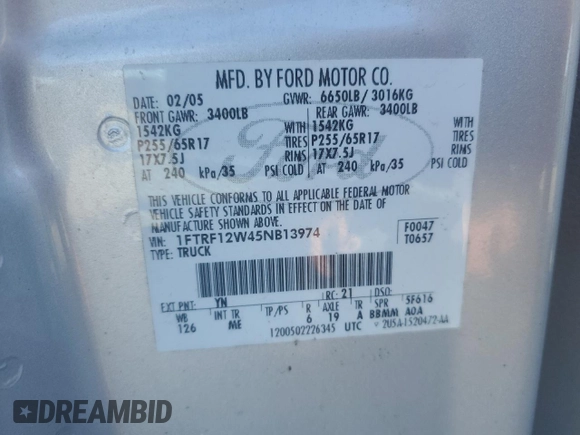 MFD. BY FORD MOTOR CO.
DATE: 02/05 GVWR: 6650LB/ 3016KG
FRONT GAWR: 3400LB REAR GAWR: 3400LB
1542KG WITH 1542KG WITH
P255/65R17 TIRES P255/65R17 TIRES
17X7.5J RIMS 17X7.5J RIMS
AT 240 kPa/35 PSI COLD AT 240 kPa/35 PSI COLD
THIS VEHICLE CONFORMS TO ALL APPLICABLE FEDERAL MOTOR
VEHICLE SAFETY STANDARDS IN EFFECT ON THE DATE OF
MANUFACTURE SHOWN ABOVE.
VIN: 1FTRF12W45NB13974 F0047
TYPE: TRUCK T0657
EXT PNT: YN RC: 21 DSO:
WB INT TR TP/PS R AXLE TR SPR 5F616
126 ME 6 19 A BBMM A0A
1200502226345 UTC
Ford
DREAMBID